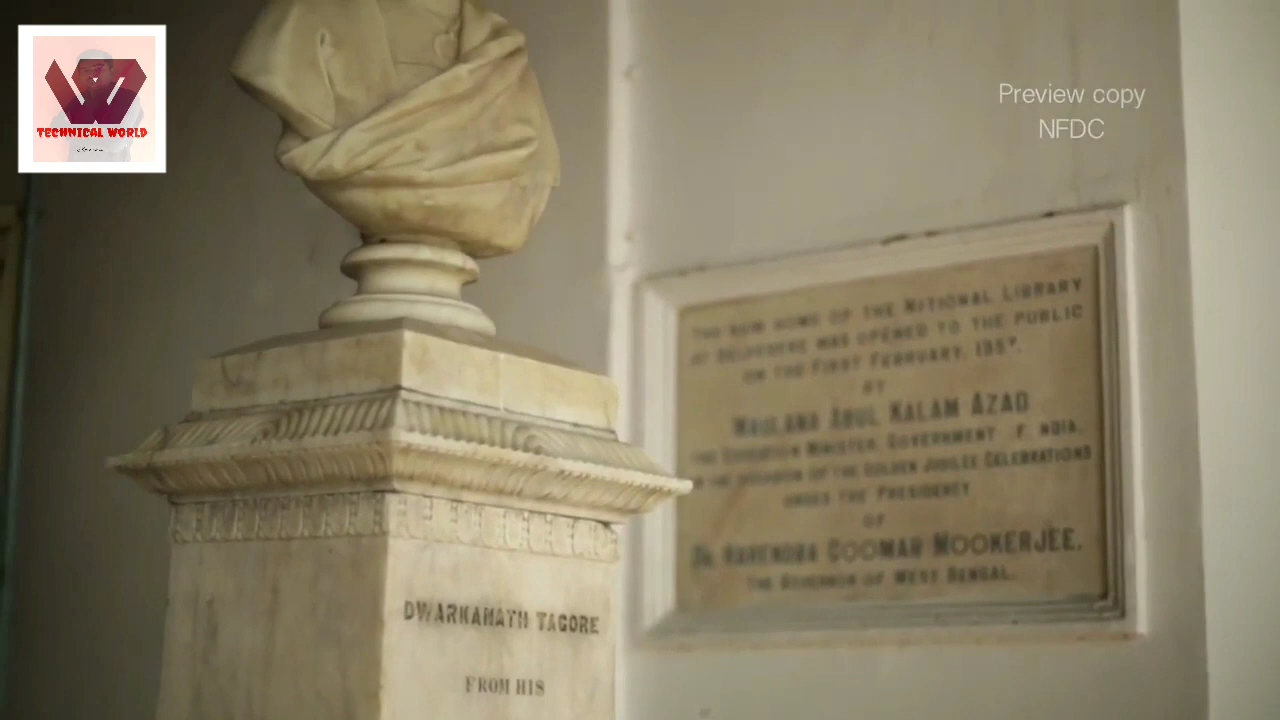 TECHNICAL WORLD
Preview copy
NFDC
THE NEW HOME OF THE NATIONAL LIBRARY
AT BELVEDERE WAS OPENED TO THE PUBLIC
ON THE FIRST FEBRUARY, 195
BY
MAULANA ABUL KALAM AZAD
THE EDUCATION MINISTER, GOVERNMENT F NDIA.
THE OCCASION OF THE GOLDEN JUBILEE CELEBRATIONS
UNDER THE PRESIDENCY
OF
DR. HARENDRA COOMAR MOOKERJEE.
THE GOVERNOR OF WEST BENGAL.
DWARKANATH TAGORE
FROM HIS